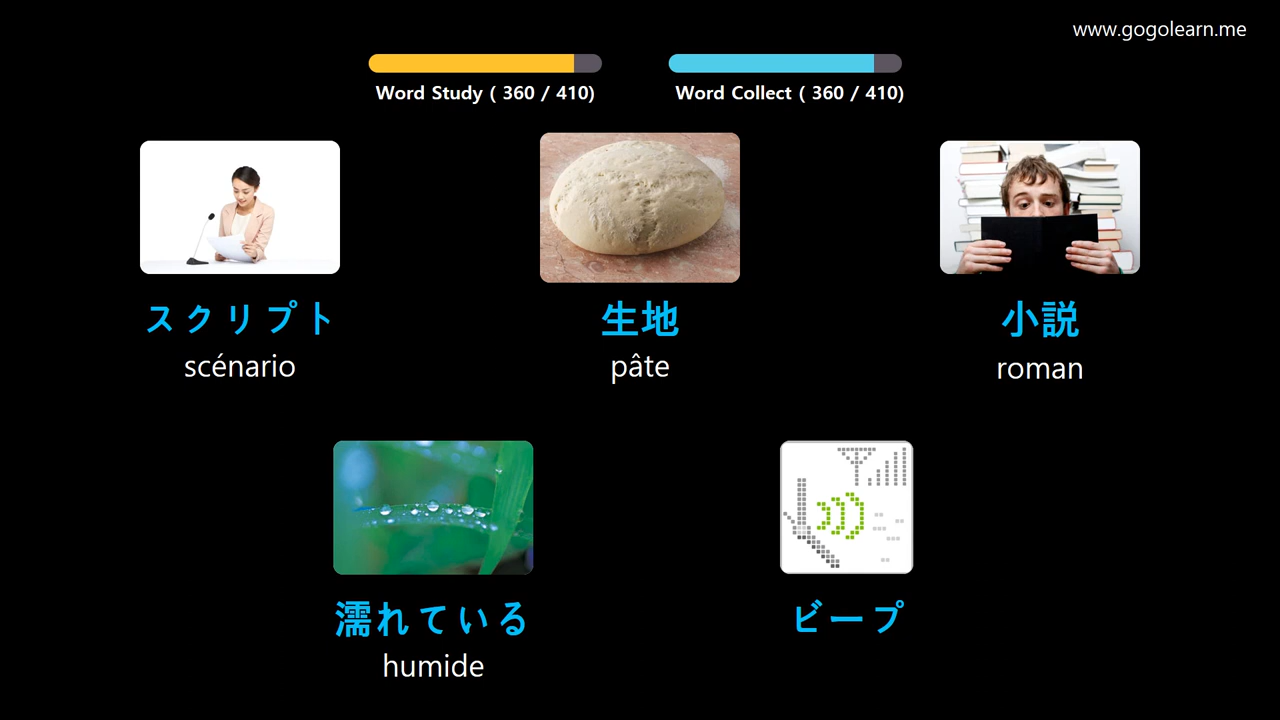 www.gogolearn.me
Word Study ( 360 / 410)
Word Collect ( 360 / 410)
スクリプト
scénario
生地
pâte
小説
roman
濡れている
humide
ビープ